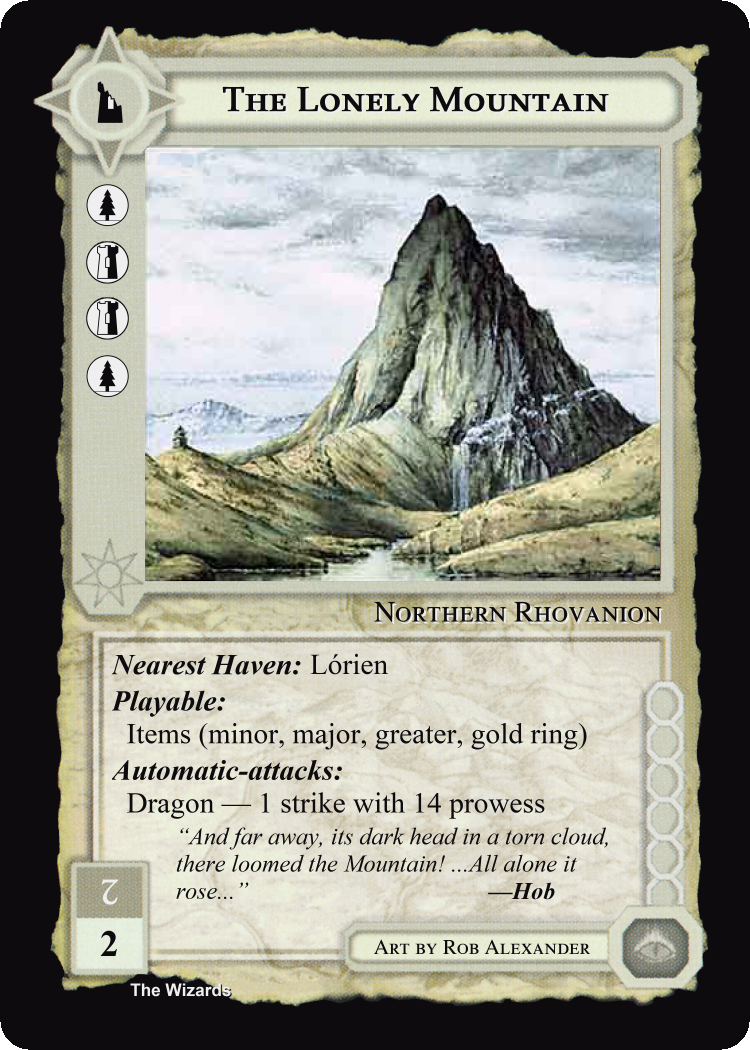 The Lonely Mountain
Northern Rhovanion
Nearest Haven: Lórien
Playable:
Items (minor, major, greater, gold ring)
Automatic-attacks:
Dragon — 1 strike with 14 prowess
“And far away, its dark head in a torn cloud,
there loomed the Mountain! ...All alone it
rose...” —Hob
2
2
Art by Rob Alexander
The Wizards